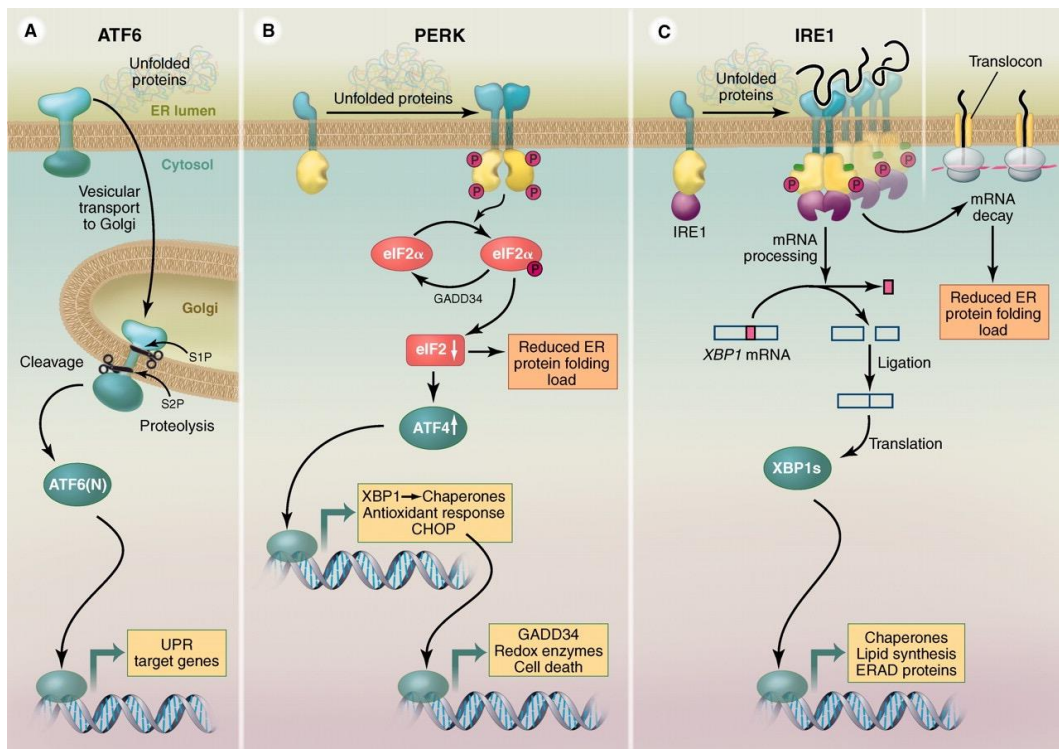 A
ATF6
Unfolded
proteins
ER lumen
Cytosol
Vesicular
transport
to Golgi
Golgi
S1P
Cleavage
S2P
Proteolysis
ATF6(N)
UPR
target genes
B
PERK
Unfolded proteins
P
P
P
P
eIF2α
eIF2α
P
GADD34
eIF2
Reduced ER
protein folding
load
ATF4
XBP1→Chaperones
Antioxidant response
CHOP
GADD34
Redox enzymes
Cell death
C
IRE1
Unfolded
proteins
Translocon
P
P
P
IRE1
mRNA
processing
mRNA
decay
Reduced ER
protein folding
load
XBP1 mRNA
Ligation
Translation
XBP1s
Chaperones
Lipid synthesis
ERAD proteins